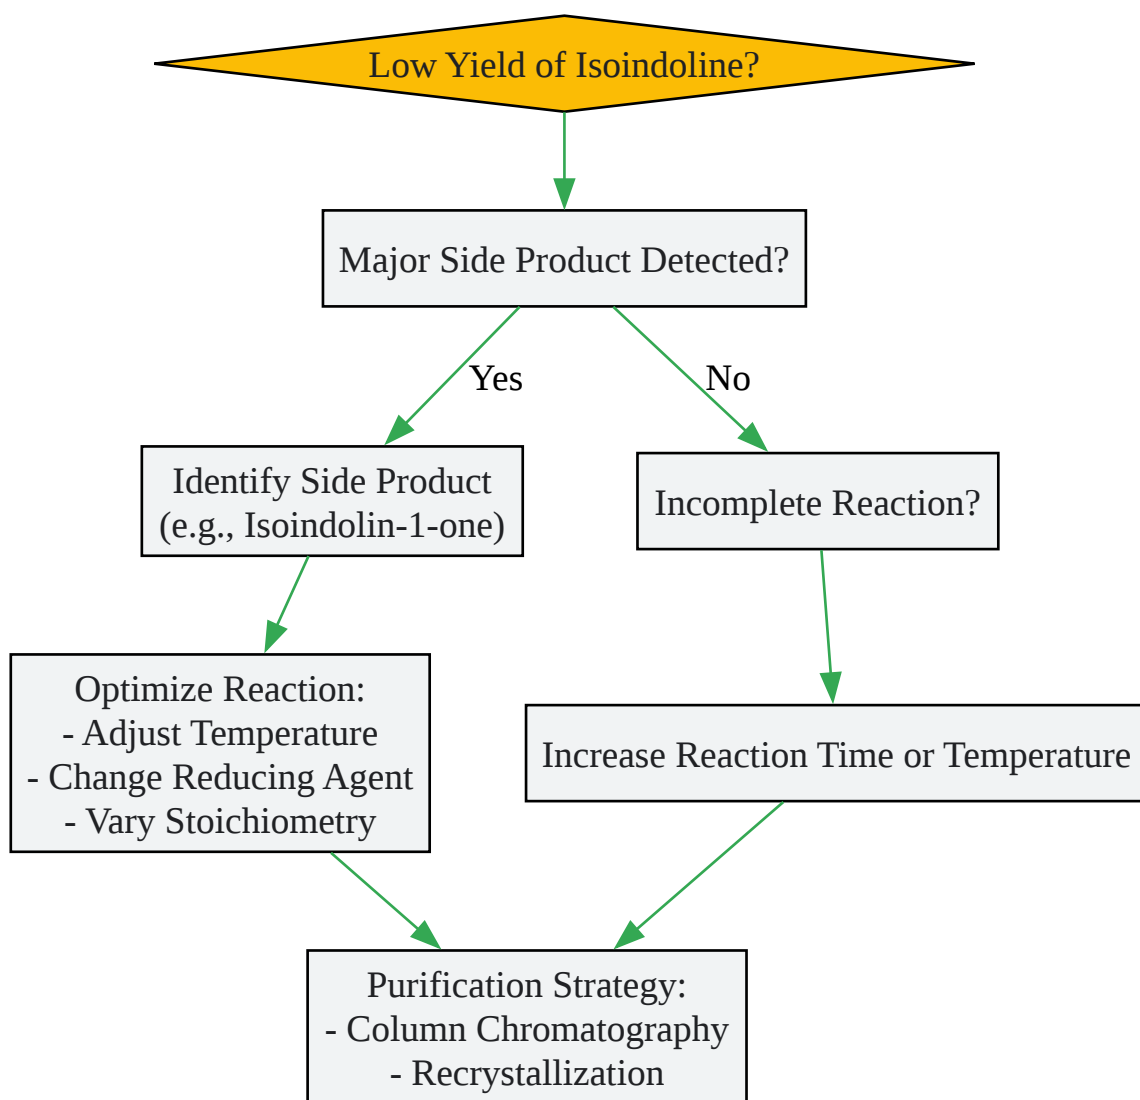 Low Yield of Isoindoline?
Major Side Product Detected?
Yes
No
Identify Side Product
(e.g., Isoindolin-1-one)
Incomplete Reaction?
Optimize Reaction:
- Adjust Temperature
- Change Reducing Agent
- Vary Stoichiometry
Increase Reaction Time or Temperature
Purification Strategy:
- Column Chromatography
- Recrystallization